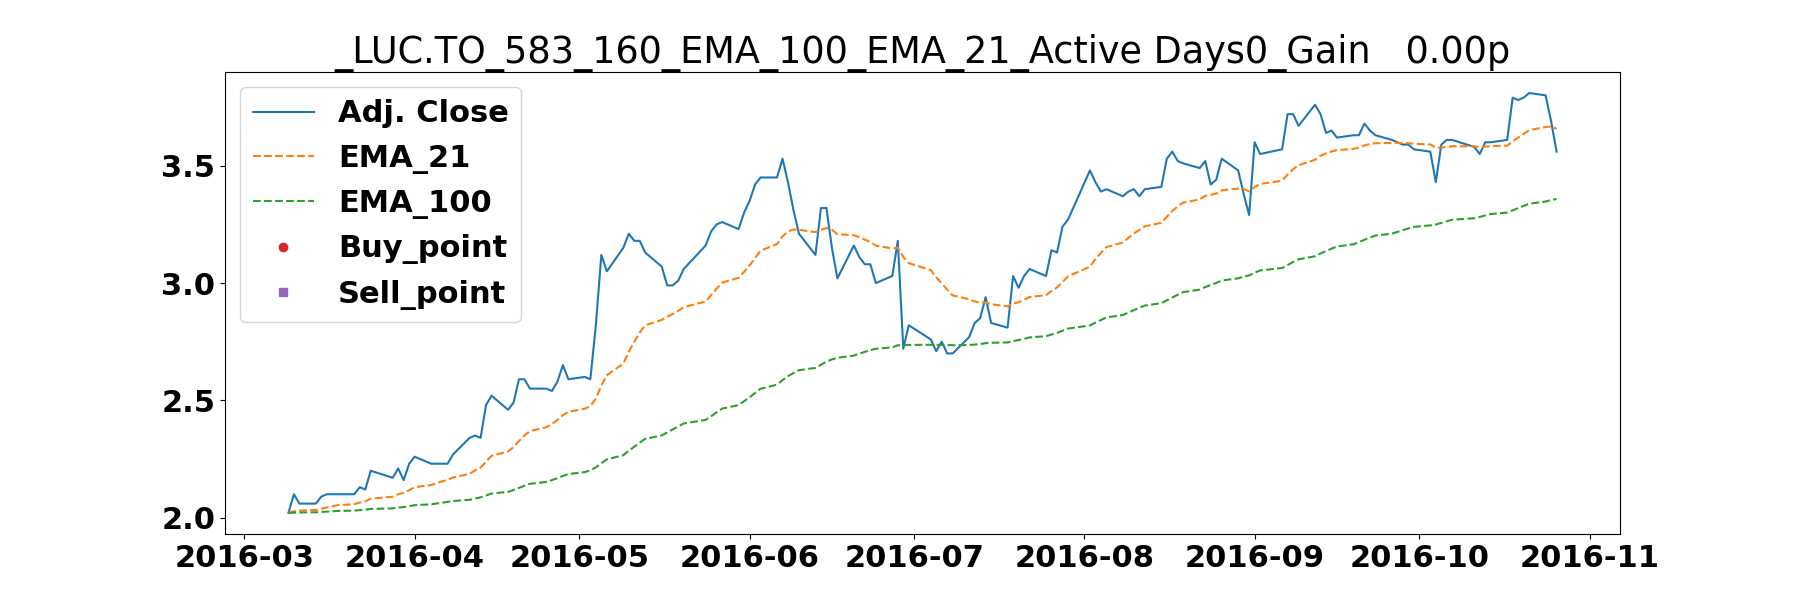 _LUC.TO_583_160_EMA_100_EMA_21_Active Days0_Gain   0.00p
Adj. Close
EMA_21
EMA_100
Buy_point
Sell_point
3.5
3.0
2.5
2.0
2016-03 2016-04 2016-05 2016-06 2016-07 2016-08 2016-09 2016-10 2016-11